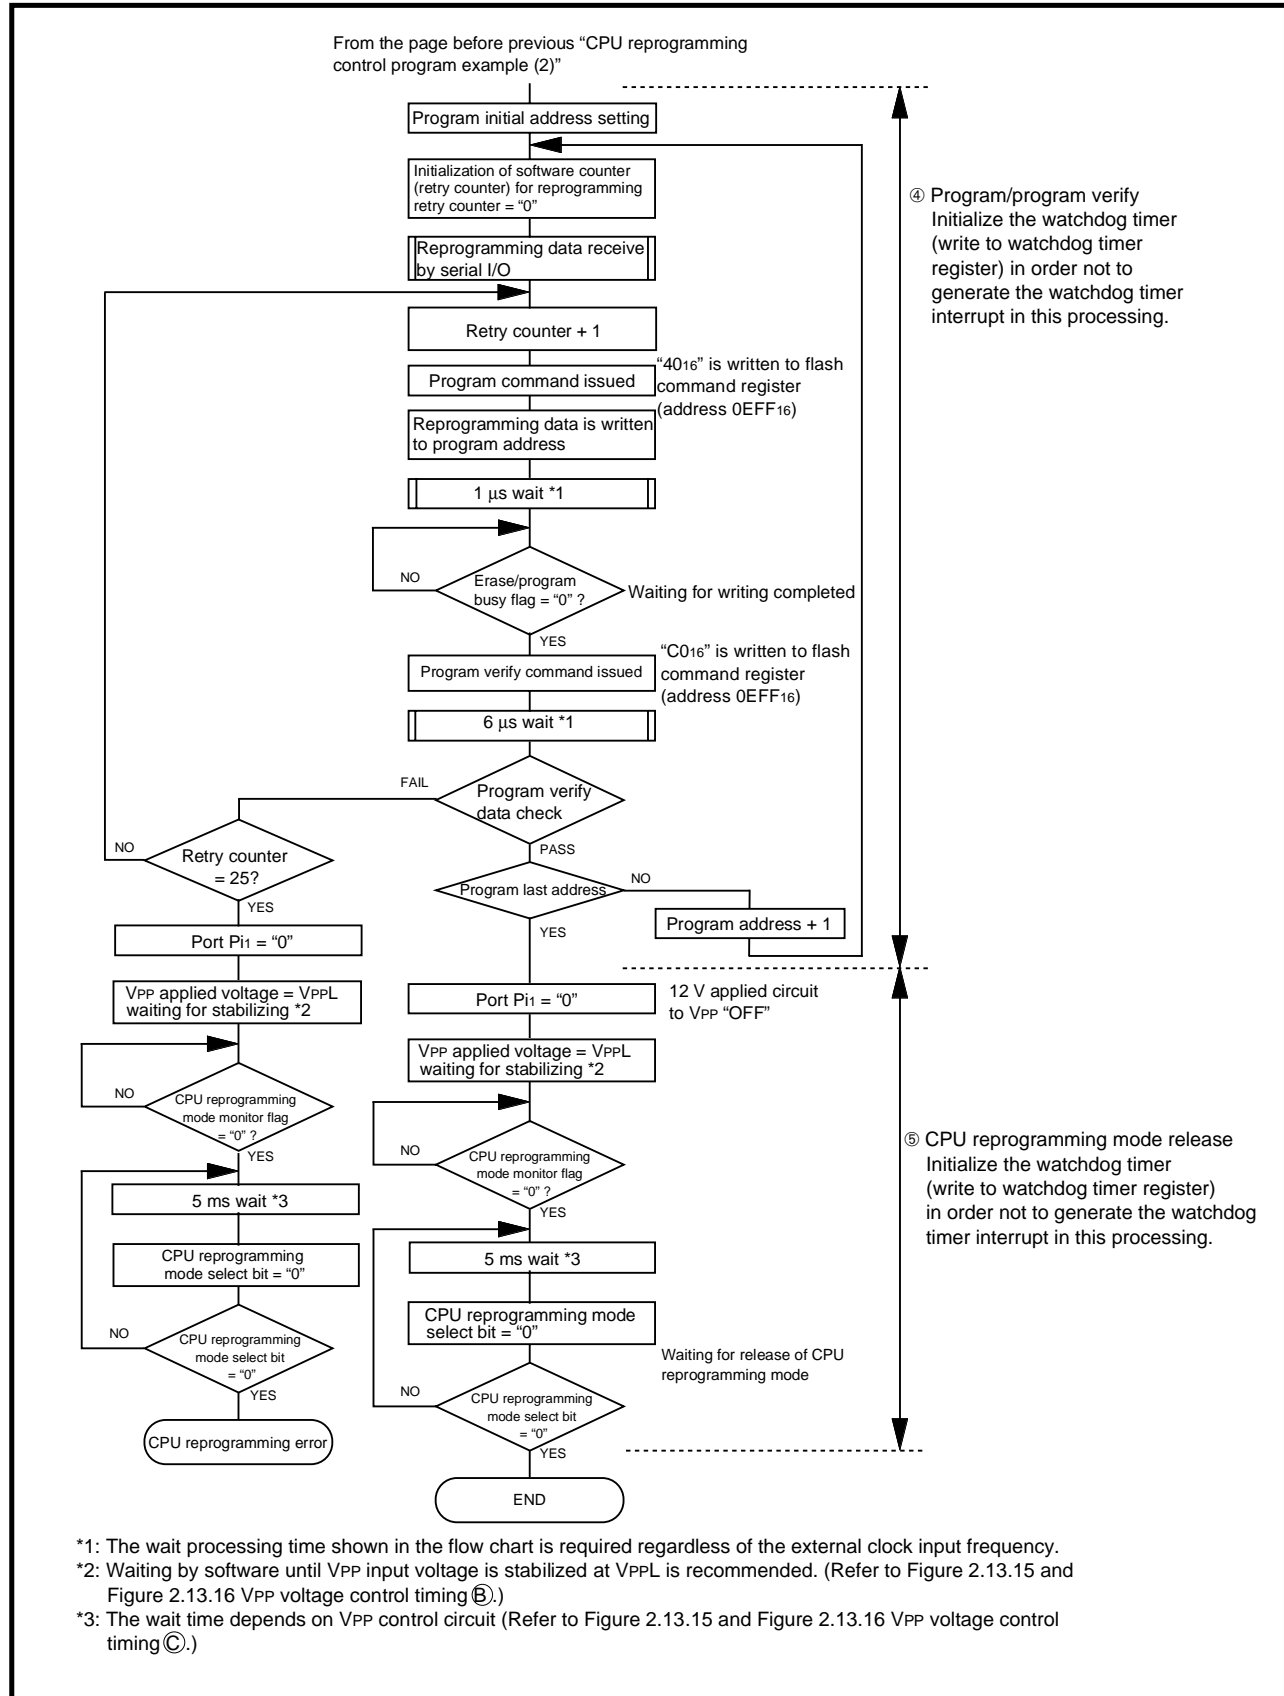 From the page before previous “CPU reprogramming
control program example (2)”
Program initial address setting
Initialization of software counter
(retry counter) for reprogramming
retry counter = “0”
Reprogramming data receive
by serial I/O
④ Program/program verify
Initialize the watchdog timer
(write to watchdog timer
register) in order not to
generate the watchdog timer
interrupt in this processing.
Retry counter + 1
Program command issued
“4016” is written to flash
command register
(address 0EFF16)
Reprogramming data is written
to program address
1 μs wait *1
NO
Erase/program
busy flag = “0” ?
Waiting for writing completed
YES
Program verify command issued
“C016” is written to flash
command register
(address 0EFF16)
6 μs wait *1
FAIL
Program verify
data check
PASS
NO
Retry counter
= 25?
YES
Program last address
NO
YES
Program address + 1
Port Pi1 = “0”
VPP applied voltage = VPPL
waiting for stabilizing *2
NO
CPU reprogramming
mode monitor flag
= “0” ?
YES
5 ms wait *3
CPU reprogramming
mode select bit = “0”
NO
CPU reprogramming
mode select bit
= “0”
YES
CPU reprogramming error
Port Pi1 = “0”
12 V applied circuit
to VPP “OFF”
VPP applied voltage = VPPL
waiting for stabilizing *2
NO
CPU reprogramming
mode monitor flag
= “0” ?
YES
5 ms wait *3
CPU reprogramming mode
select bit = “0”
Waiting for release of CPU
reprogramming mode
NO
CPU reprogramming
mode select bit
= “0”
YES
END
⑤ CPU reprogramming mode release
Initialize the watchdog timer
(write to watchdog timer register)
in order not to generate the watchdog
timer interrupt in this processing.
*1: The wait processing time shown in the flow chart is required regardless of the external clock input frequency.
*2: Waiting by software until VPP input voltage is stabilized at VPPL is recommended. (Refer to Figure 2.13.15 and
Figure 2.13.16 VPP voltage control timing Ⓑ.)
*3: The wait time depends on VPP control circuit (Refer to Figure 2.13.15 and Figure 2.13.16 VPP voltage control
timing Ⓒ.)